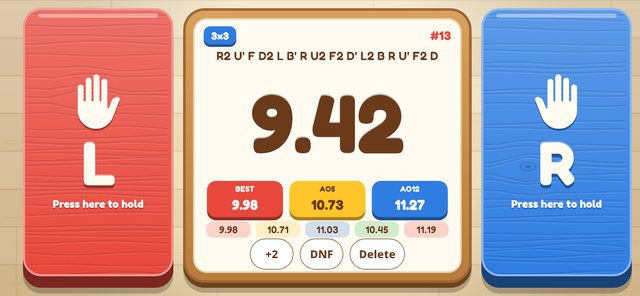 3x3
#13
R2 U' F D2 L B' R U2 F2 D' L2 B R U' F2 D
9.42
L
Press here to hold
R
Press here to hold
BEST
9.98
AO5
10.73
AO12
11.27
9.98
10.71
11.03
10.45
11.19
+2
DNF
Delete